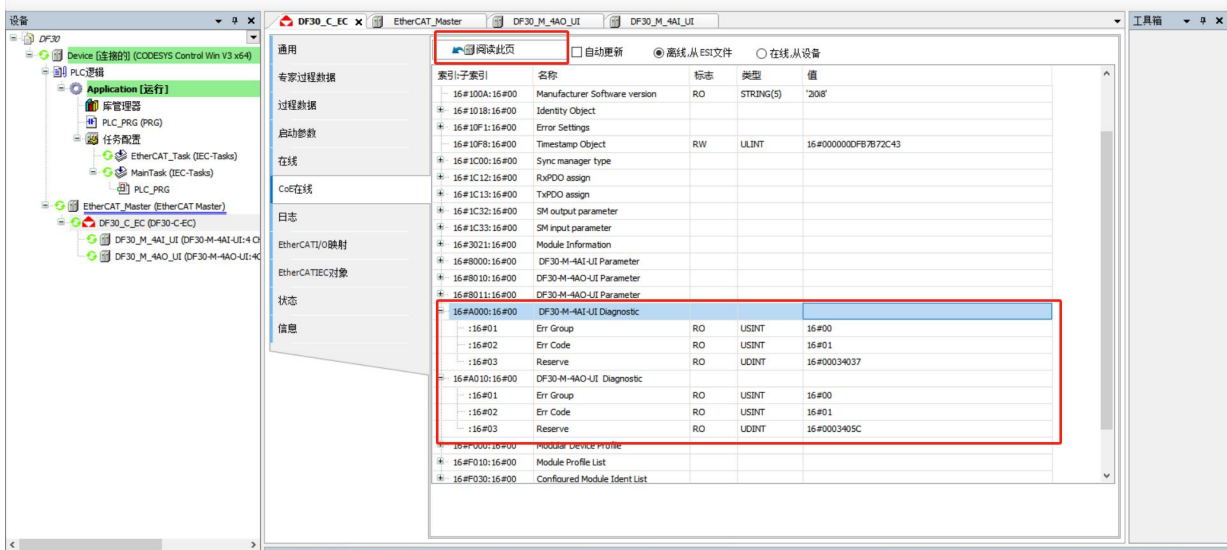 设备
DF30
Device [连接的] (CODESYS Control Win V3 x64)
PLC逻辑
Application [运行]
库管理器
PLC_PRG (PRG)
任务配置
EtherCAT_Task (IEC-Tasks)
MainTask (IEC-Tasks)
PLC_PRG
EtherCAT_Master (EtherCAT Master)
DF30_C_EC (DF30-C-EC)
DF30_M_4AI_UI (DF30-M-4AI-UI:4 CH
DF30_M_4AO_UI (DF30-M-4AO-UI:4C
DF30_C_EC
EtherCAT_Master
DF30_M_4AO_UI
DF30_M_4AI_UI
通用
专家过程数据
过程数据
启动参数
在线
CoE在线
日志
EtherCATI/O映射
EtherCATIEC对象
状态
信息
阅读此页 自动更新 离线,从ESI文件 在线,从设备
索引:子索引 名称 标志 类型 值
16#100A:16#00 Manufacturer Software version RO STRING(5)
16#1018:16#00 Identity Object
16#10F1:16#00 Error Settings
16#10F8:16#00 Timestamp Object RW ULINT 16#000000DFB7B72C43
16#1C00:16#00 Sync manager type
16#1C12:16#00 RxPDO assign
16#1C13:16#00 TxPDO assign
16#1C32:16#00 SM output parameter
16#1C33:16#00 SM input parameter
16#3021:16#00 Module Information
16#8000:16#00 DF30-M-4AI-UI Parameter
16#8010:16#00 DF30-M-4AO-UI Parameter
16#8011:16#00 DF30-M-4AO-UI Parameter
16#A000:16#00 DF30-M-4AI-UI Diagnostic
:16#01 Err Group RO USINT 16#00
:16#02 Err Code RO USINT 16#01
:16#03 Reserve RO UDINT 16#00034037
16#A010:16#00 DF30-M-4AO-UI Diagnostic
:16#01 Err Group RO USINT 16#00
:16#02 Err Code RO USINT 16#01
:16#03 Reserve RO UDINT 16#0003405C
16#F000:16#00 Modular Device Profile
16#F010:16#00 Module Profile List
16#F030:16#00 Configured Module Ident List
工具箱